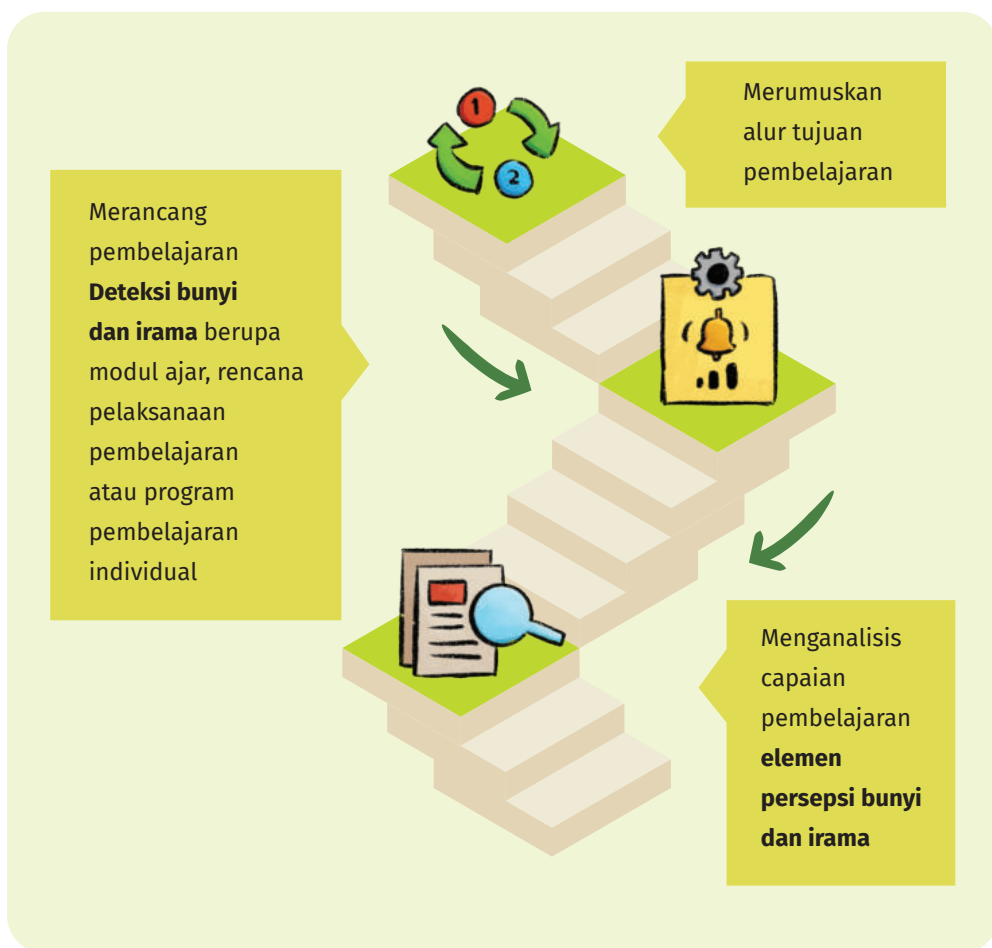 1
2
Merumuskan
alur tujuan
pembelajaran
Merancang
pembelajaran
Deteksi bunyi
dan irama berupa
modul ajar, rencana
pelaksanaan
pembelajaran
atau program
pembelajaran
individual
Menganalisis
capaian
pembelajaran
elemen
persepsi bunyi
dan irama